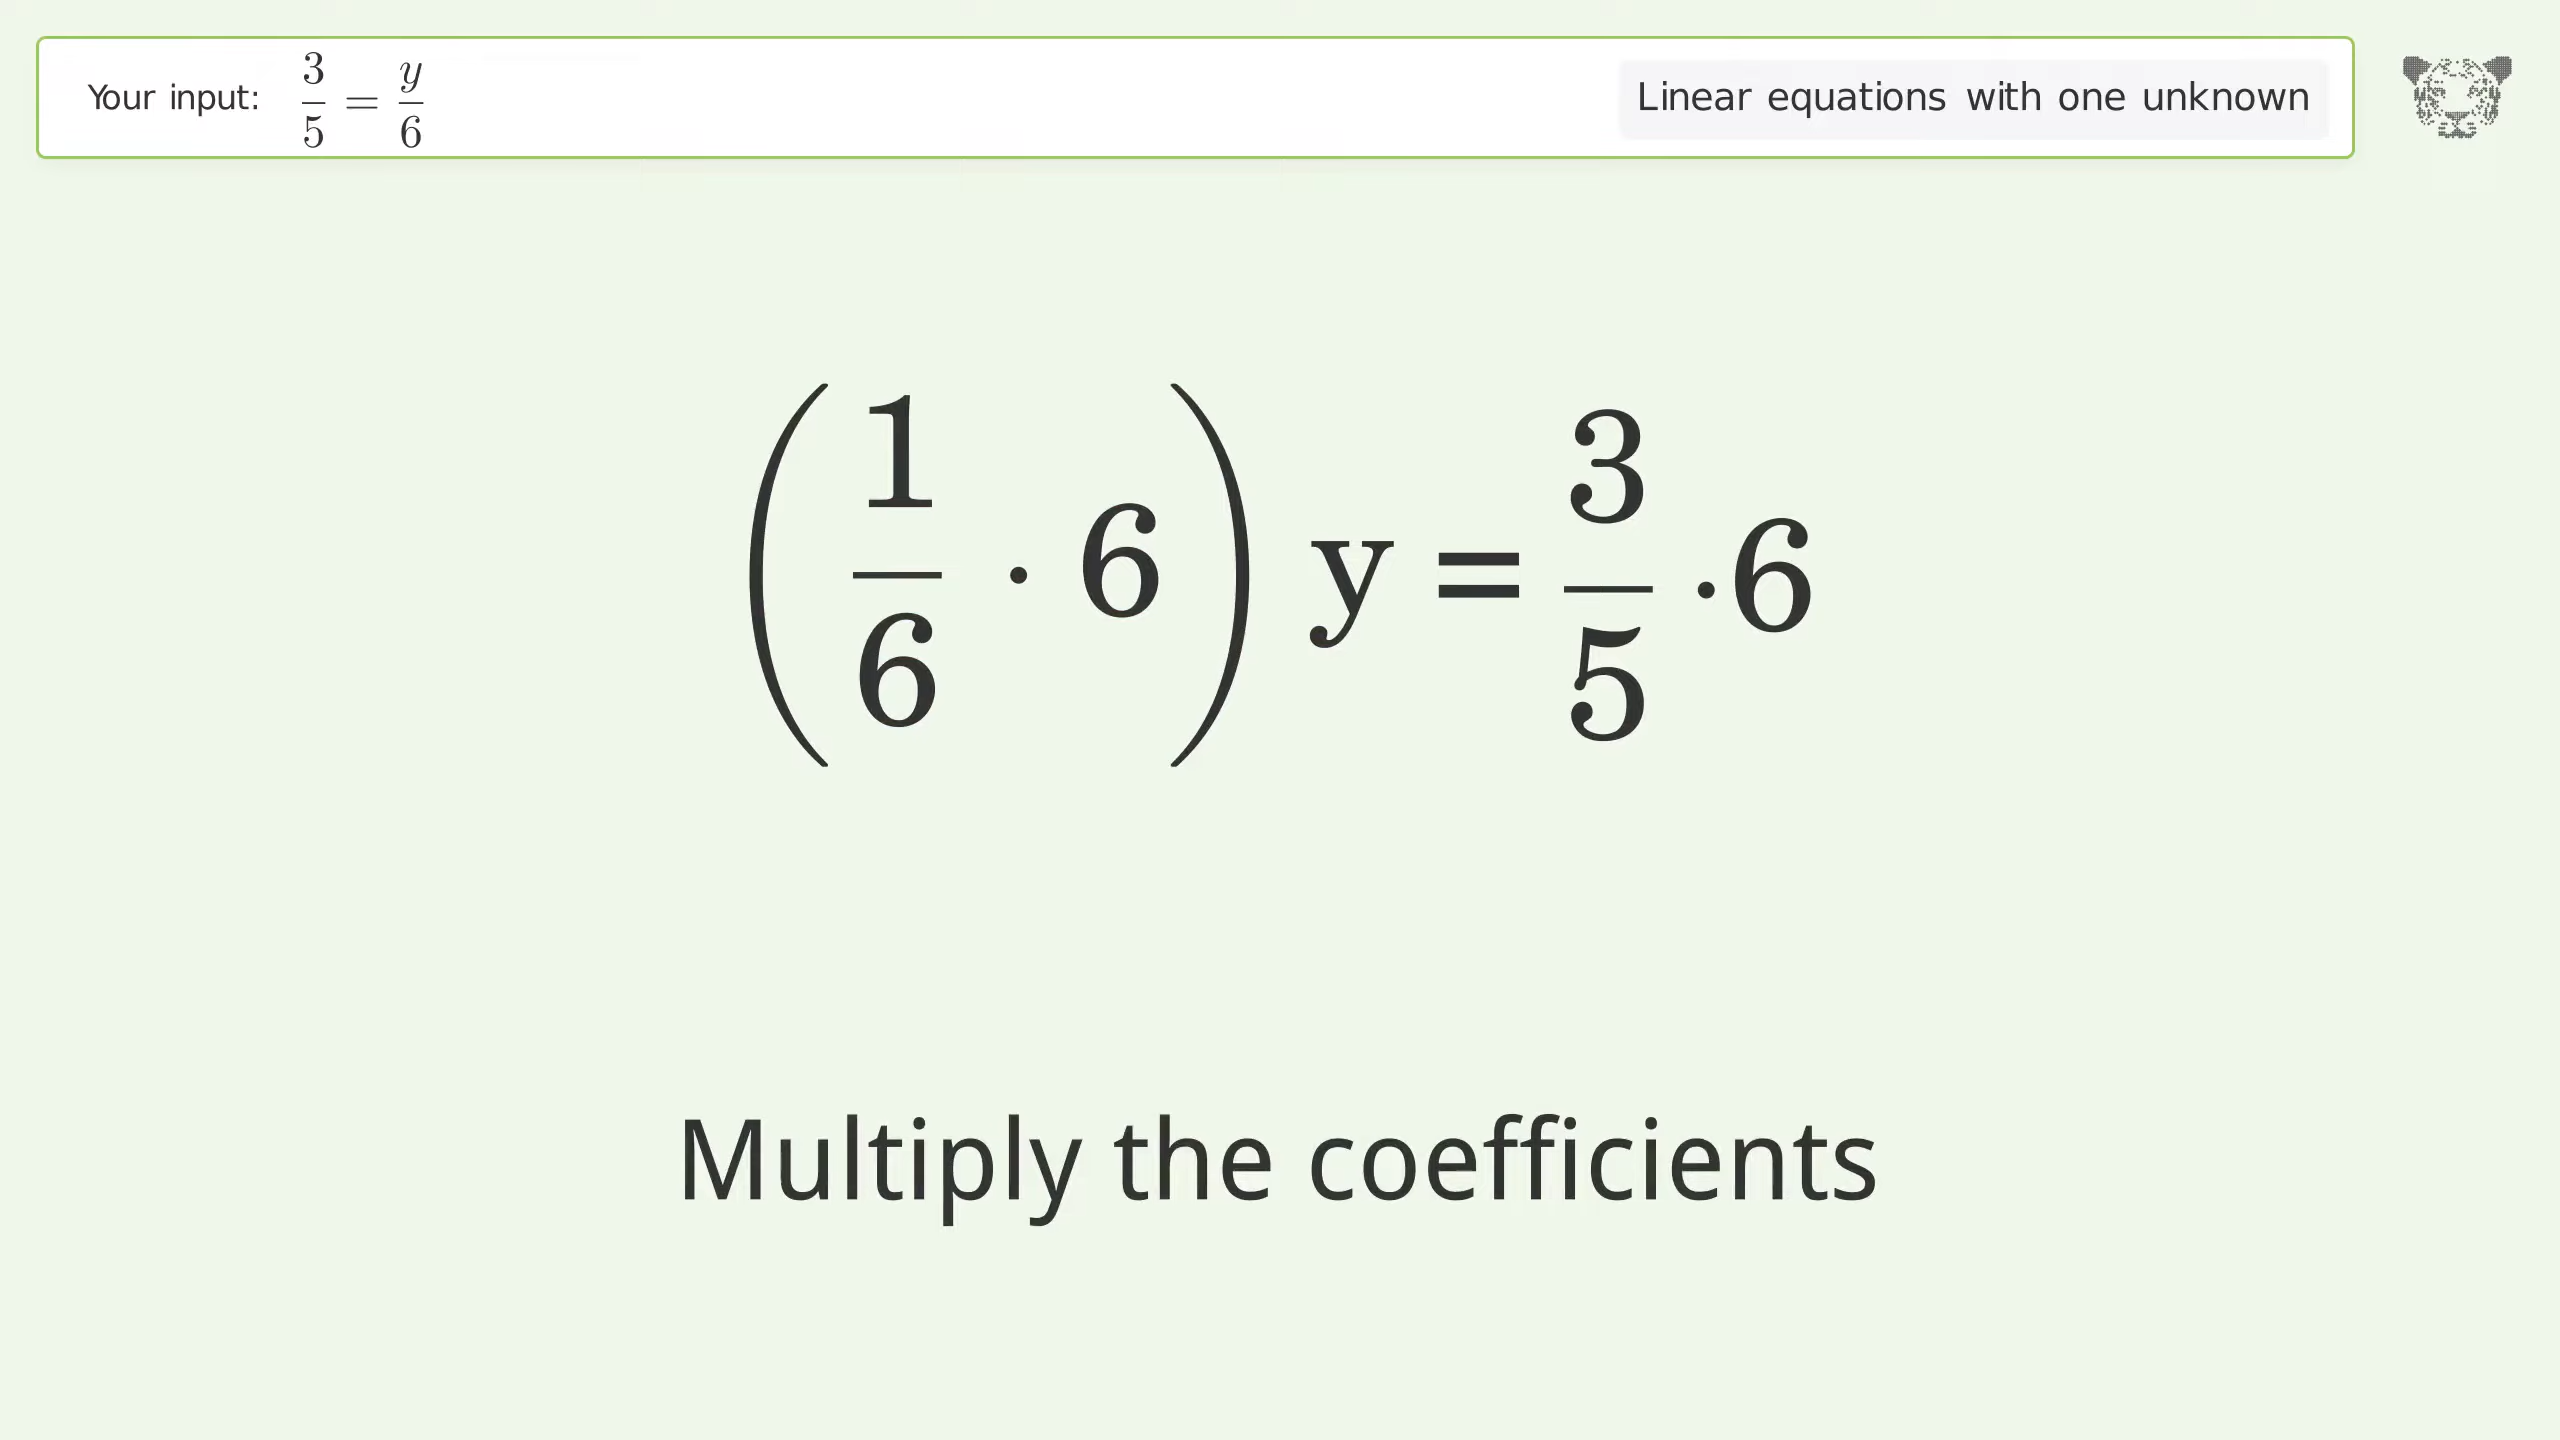 Your input: 3/5 = y/6
Linear equations with one unknown
(1/6 · 6) y = 3/5 · 6
Multiply the coefficients